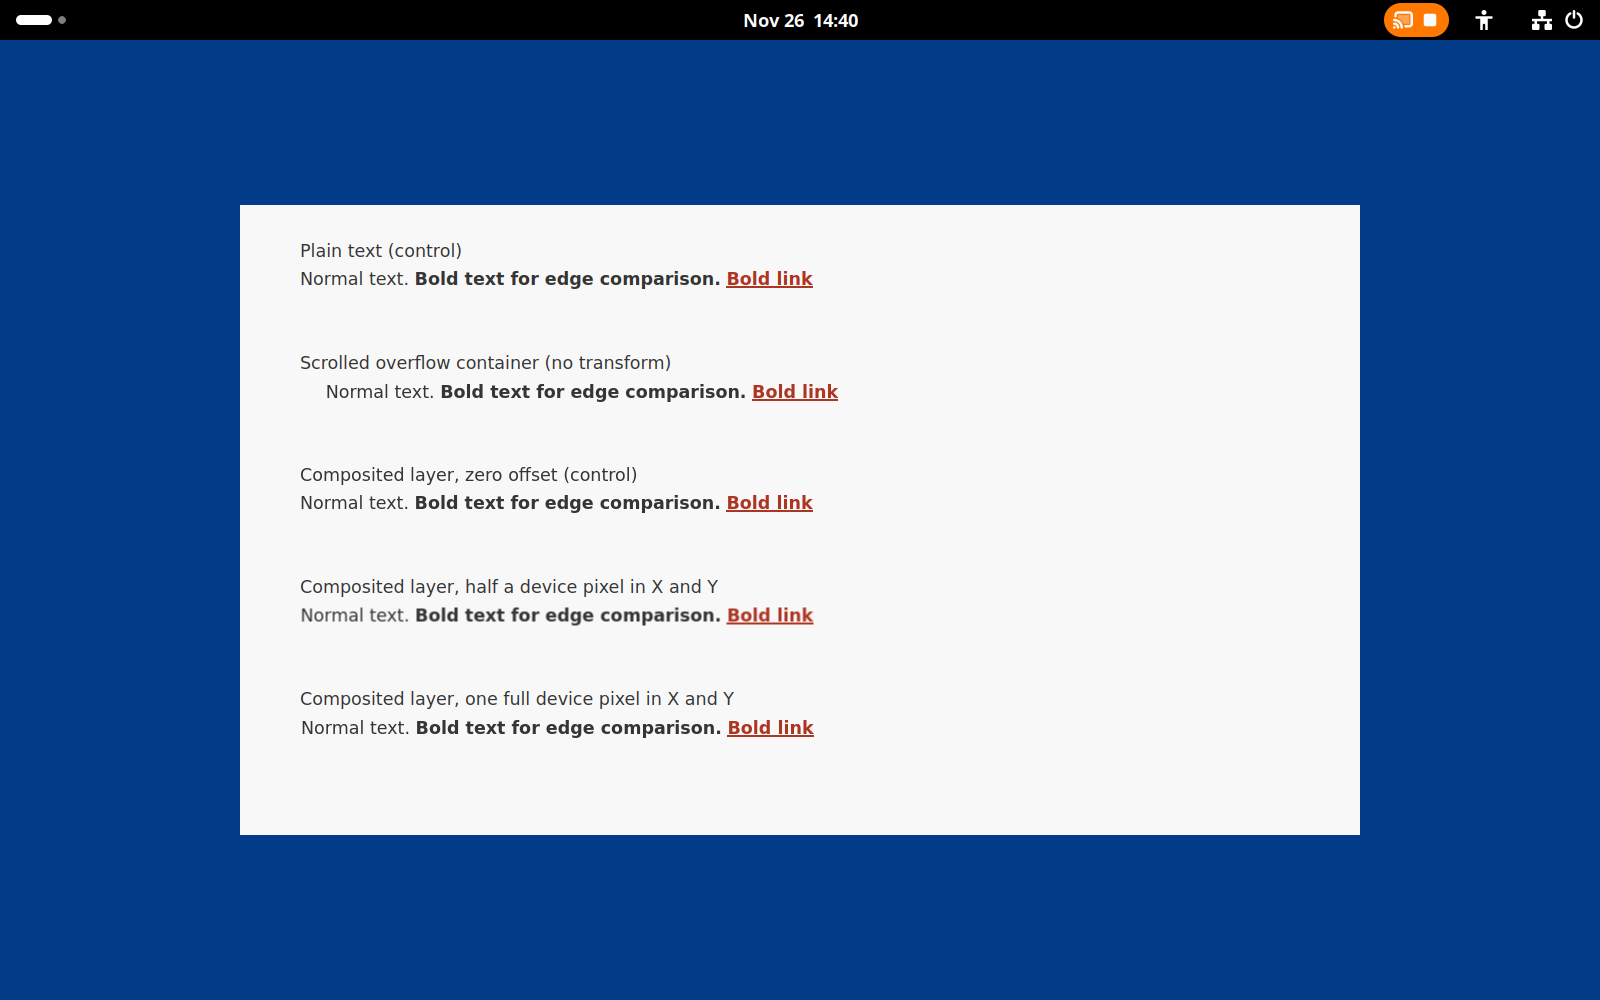 Nov 26  14:40
Plain text (control)
Normal text. Bold text for edge comparison. Bold link
Scrolled overflow container (no transform)
Normal text. Bold text for edge comparison. Bold link
Composited layer, zero offset (control)
Normal text. Bold text for edge comparison. Bold link
Composited layer, half a device pixel in X and Y
Normal text. Bold text for edge comparison. Bold link
Composited layer, one full device pixel in X and Y
Normal text. Bold text for edge comparison. Bold link